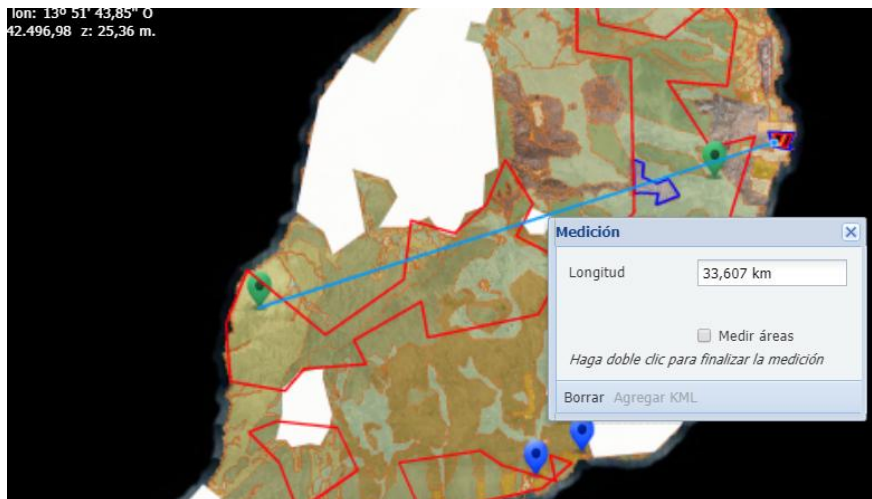 lon: 13º 51' 43,85" O
42.496,98 z: 25,36 m.
Medición
Longitud
33,607 km
Medir áreas
Haga doble clic para finalizar la medición
Borrar Agregar KML